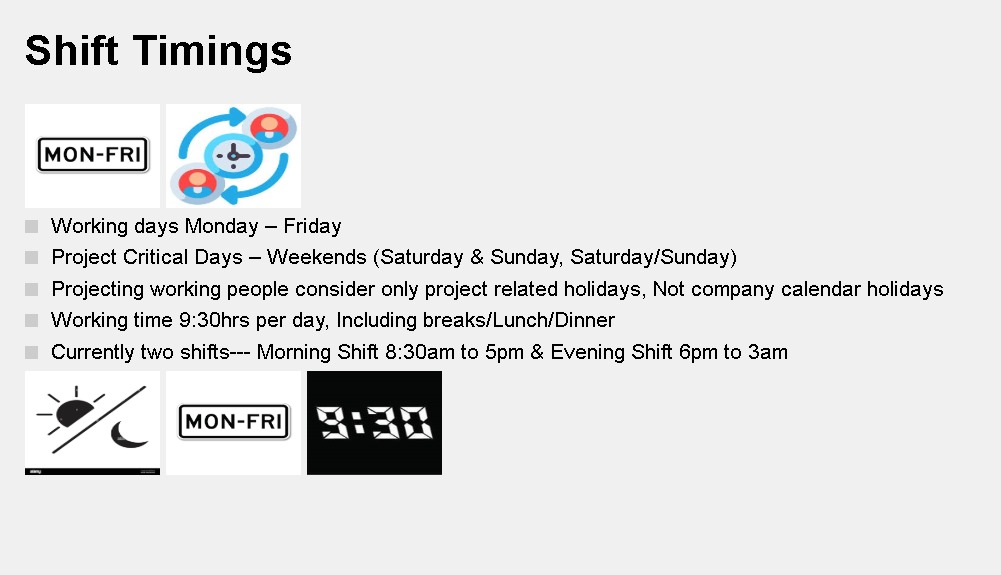 Shift Timings
MON-FRI
Working days Monday – Friday
Project Critical Days – Weekends (Saturday & Sunday, Saturday/Sunday)
Projecting working people consider only project related holidays, Not company calendar holidays
Working time 9:30hrs per day, Including breaks/Lunch/Dinner
Currently two shifts--- Morning Shift 8:30am to 5pm & Evening Shift 6pm to 3am
MON-FRI
9:30